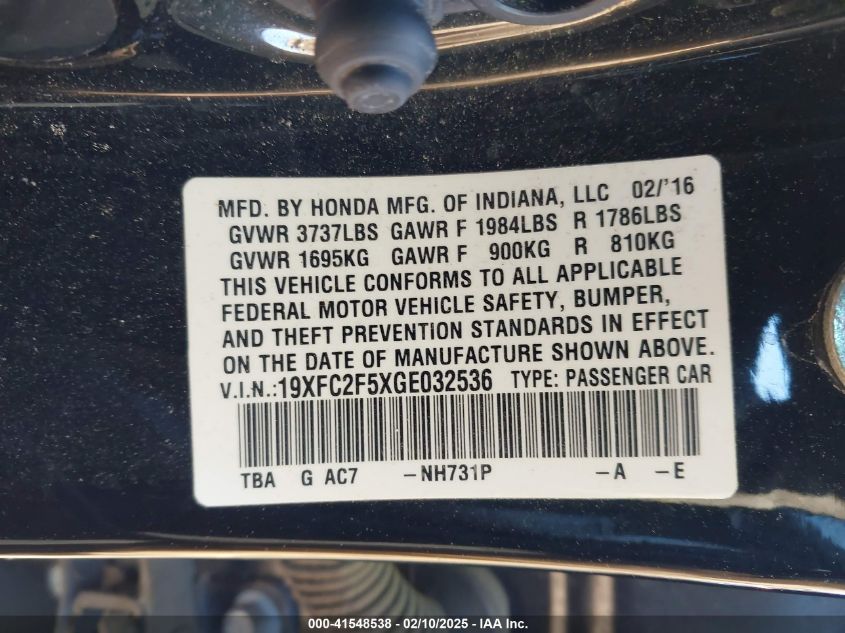 MFD. BY HONDA MFG. OF INDIANA, LLC 02/'16
GVWR 3737LBS GAWR F 1984LBS R 1786LBS
GVWR 1695KG GAWR F 900KG R 810KG
THIS VEHICLE CONFORMS TO ALL APPLICABLE
FEDERAL MOTOR VEHICLE SAFETY, BUMPER,
AND THEFT PREVENTION STANDARDS IN EFFECT
ON THE DATE OF MANUFACTURE SHOWN ABOVE.
V.I.N.:19XFC2F5XGE032536 TYPE: PASSENGER CAR
TBA G AC7 -NH731P -A -E
000-41548538 - 02/10/2025 - IAA, Inc.